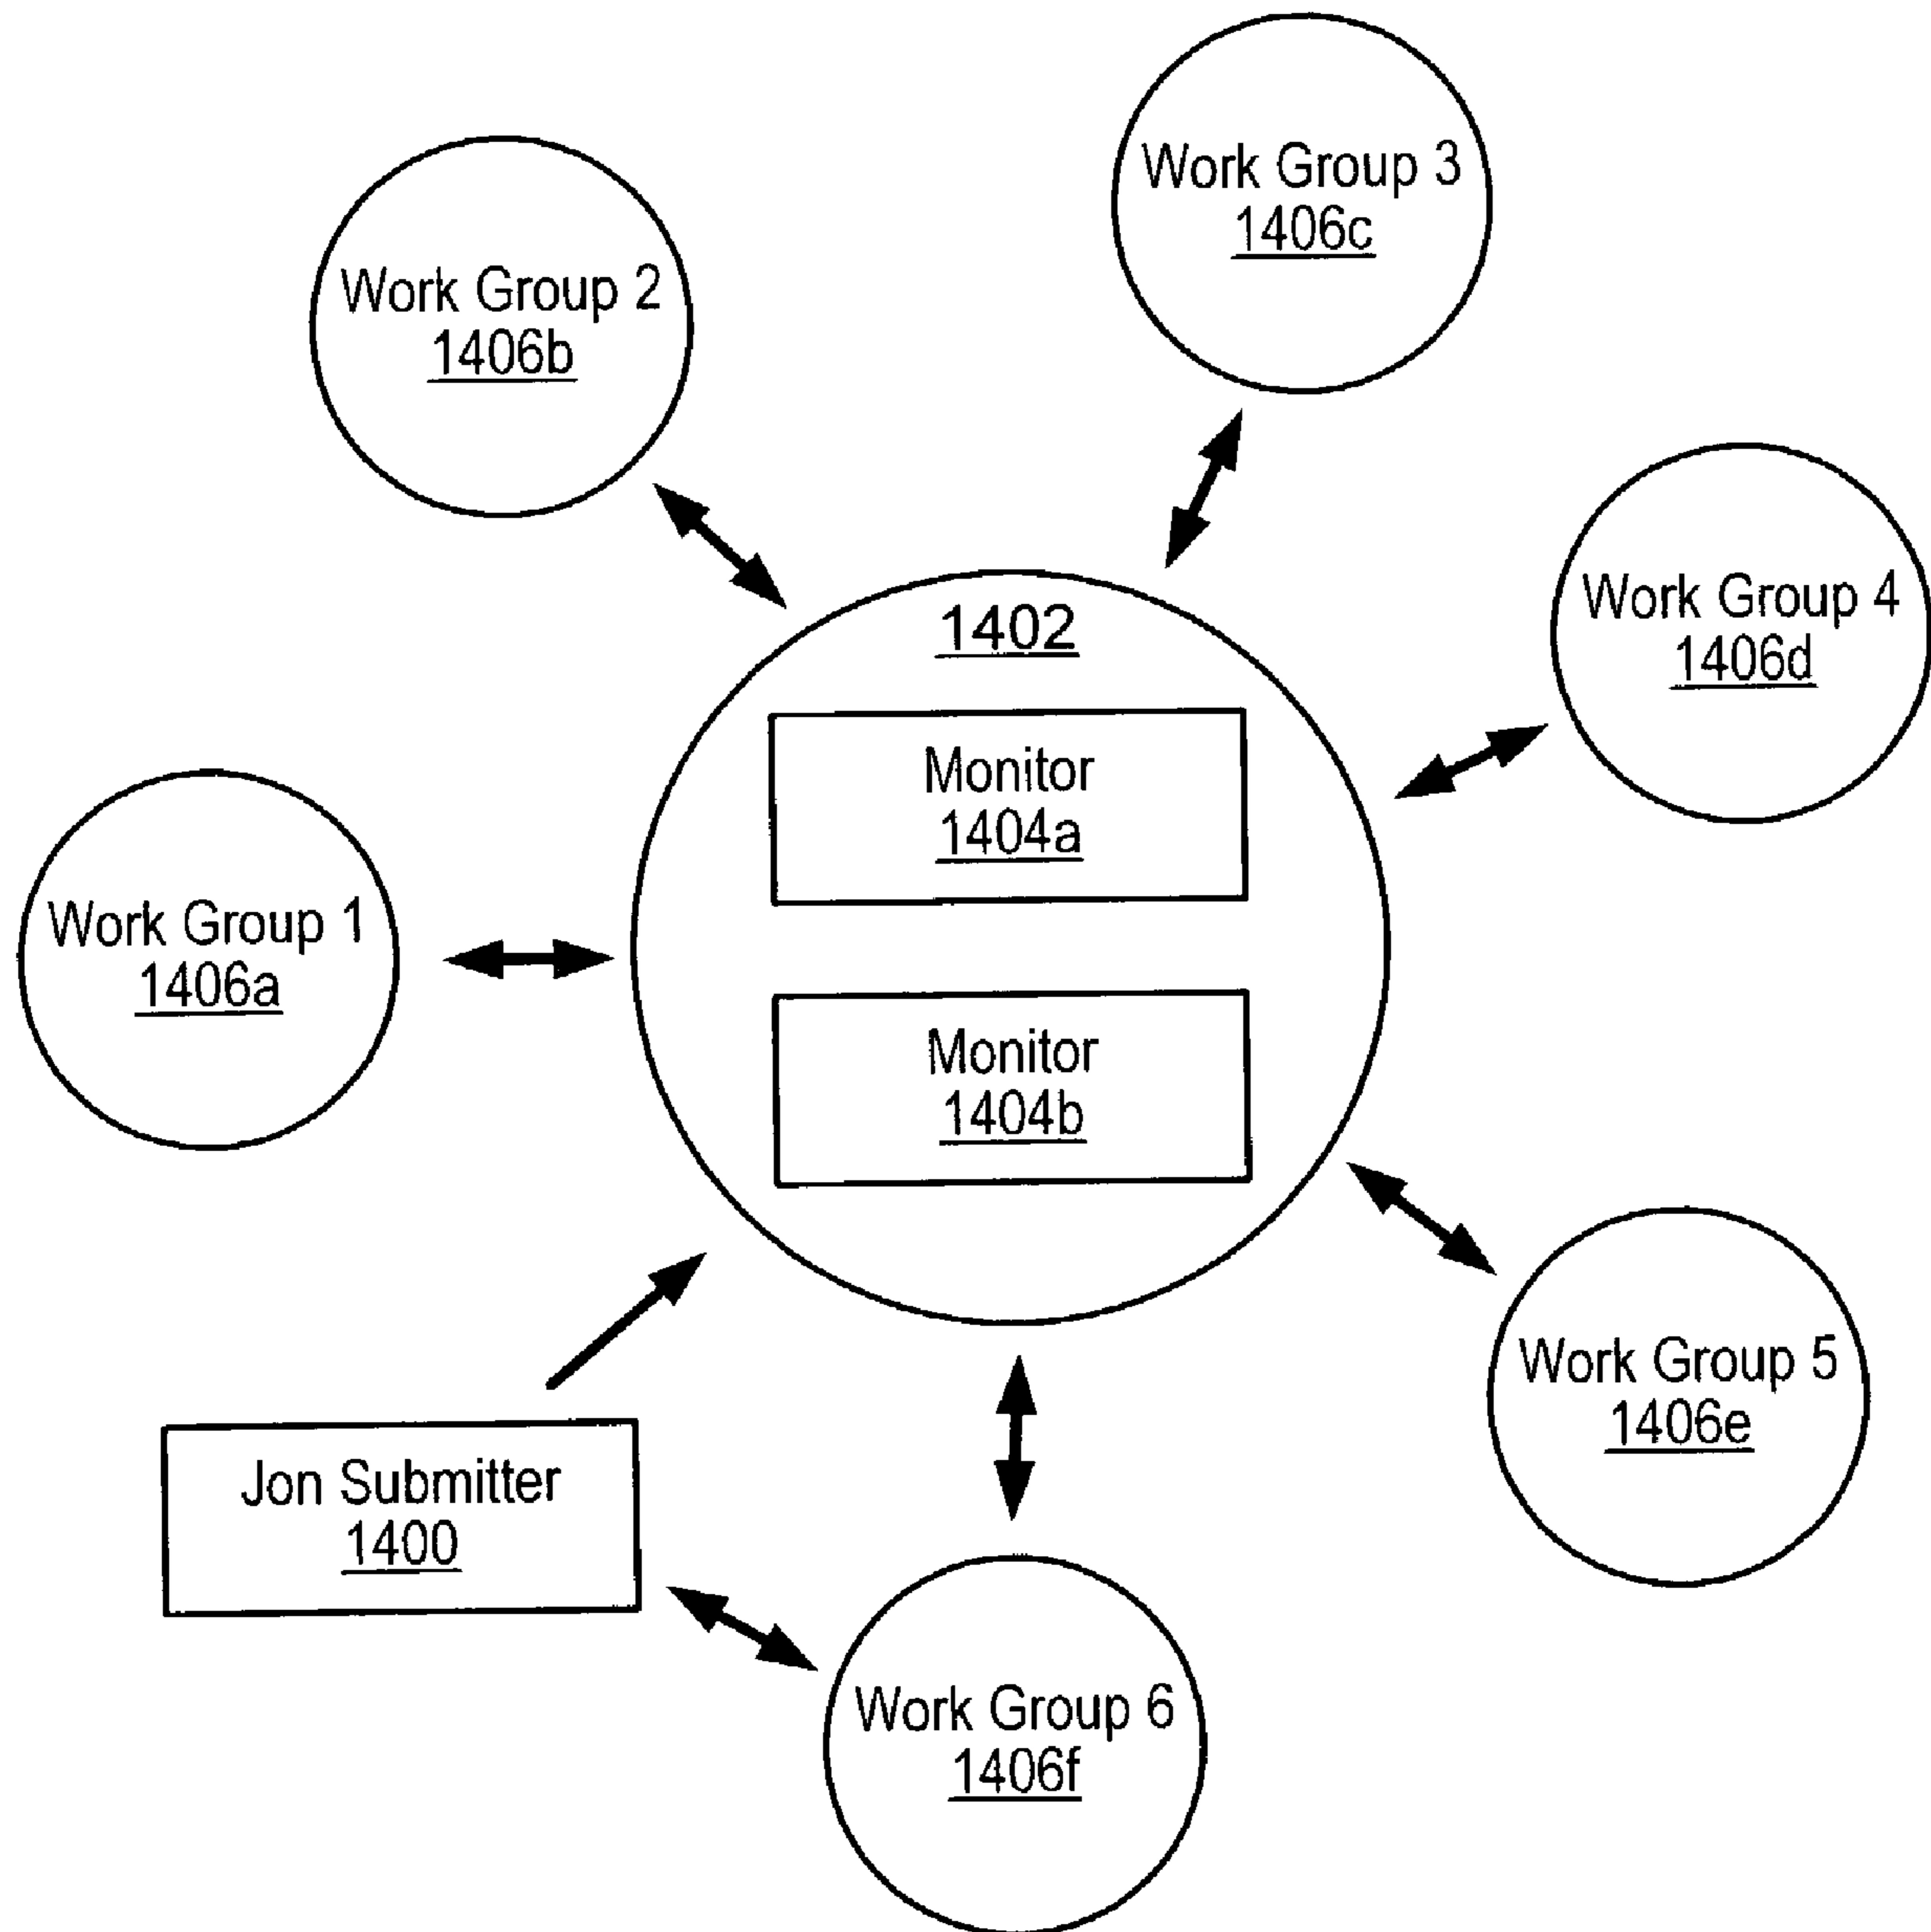 Work Group 3
1406c
Work Group 2
1406b
Work Group 4
1406d
1402
Monitor
1404a
Work Group 1
1406a
Monitor
1404b
Work Group 5
1406e
Jon Submitter
1400
Work Group 6
1406f